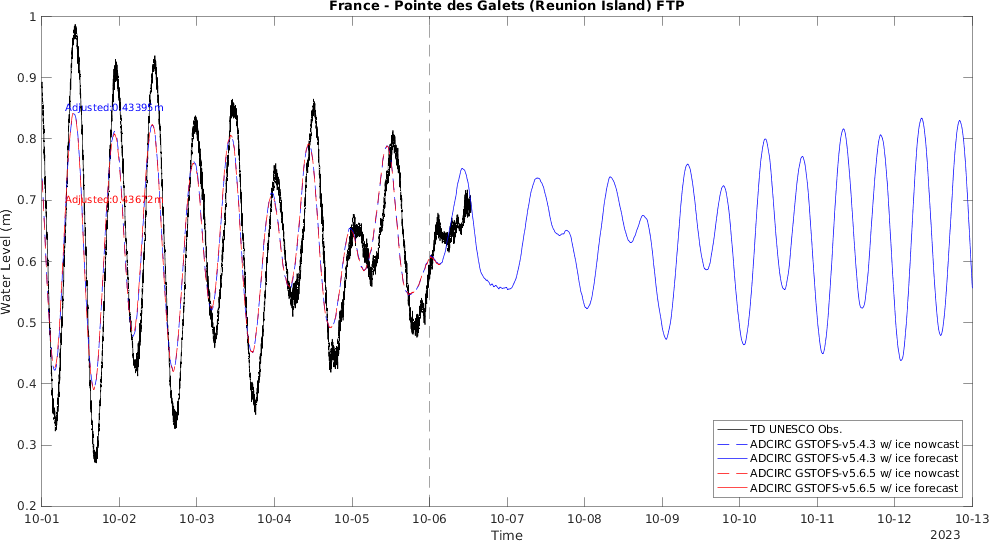 France - Pointe des Galets (Reunion Island) FTP
1
0.9
0.8
0.7
0.6
0.5
0.4
0.3
0.2
Water Level (m)
Adjusted:0.43395m
Adjusted:0.43672m
TD UNESCO Obs.
ADCIRC GSTOFS-v5.4.3 w/ ice nowcast
ADCIRC GSTOFS-v5.4.3 w/ ice forecast
ADCIRC GSTOFS-v5.6.5 w/ ice nowcast
ADCIRC GSTOFS-v5.6.5 w/ ice forecast
10-01 10-02 10-03 10-04 10-05 10-06 10-07 10-08 10-09 10-10 10-11 10-12 10-13
Time
2023